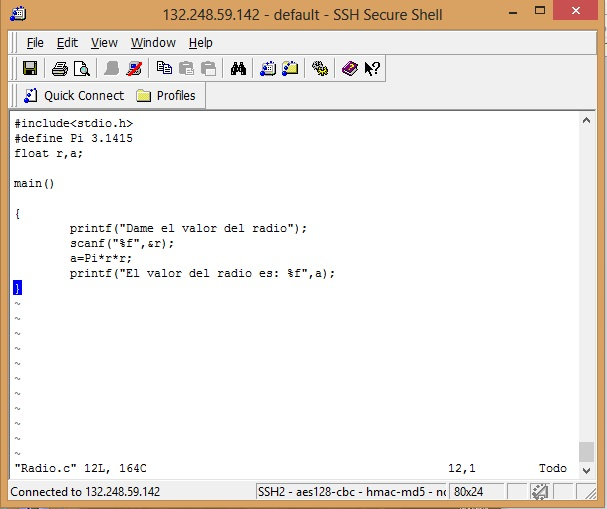 132.248.59.142 - default - SSH Secure Shell
File Edit View Window Help
Quick Connect Profiles
#include<stdio.h>
#define Pi 3.1415
float r,a;
main()
{
printf("Dame el valor del radio");
scanf("%f",&r);
a=Pi*r*r;
printf("El valor del radio es: %f",a);
}
~
~
~
~
~
~
~
~
~
~
~
"Radio.c" 12L, 164C 12,1 Todo
Connected to 132.248.59.142 SSH2 - aes128-cbc - hmac-md5 - 80x24